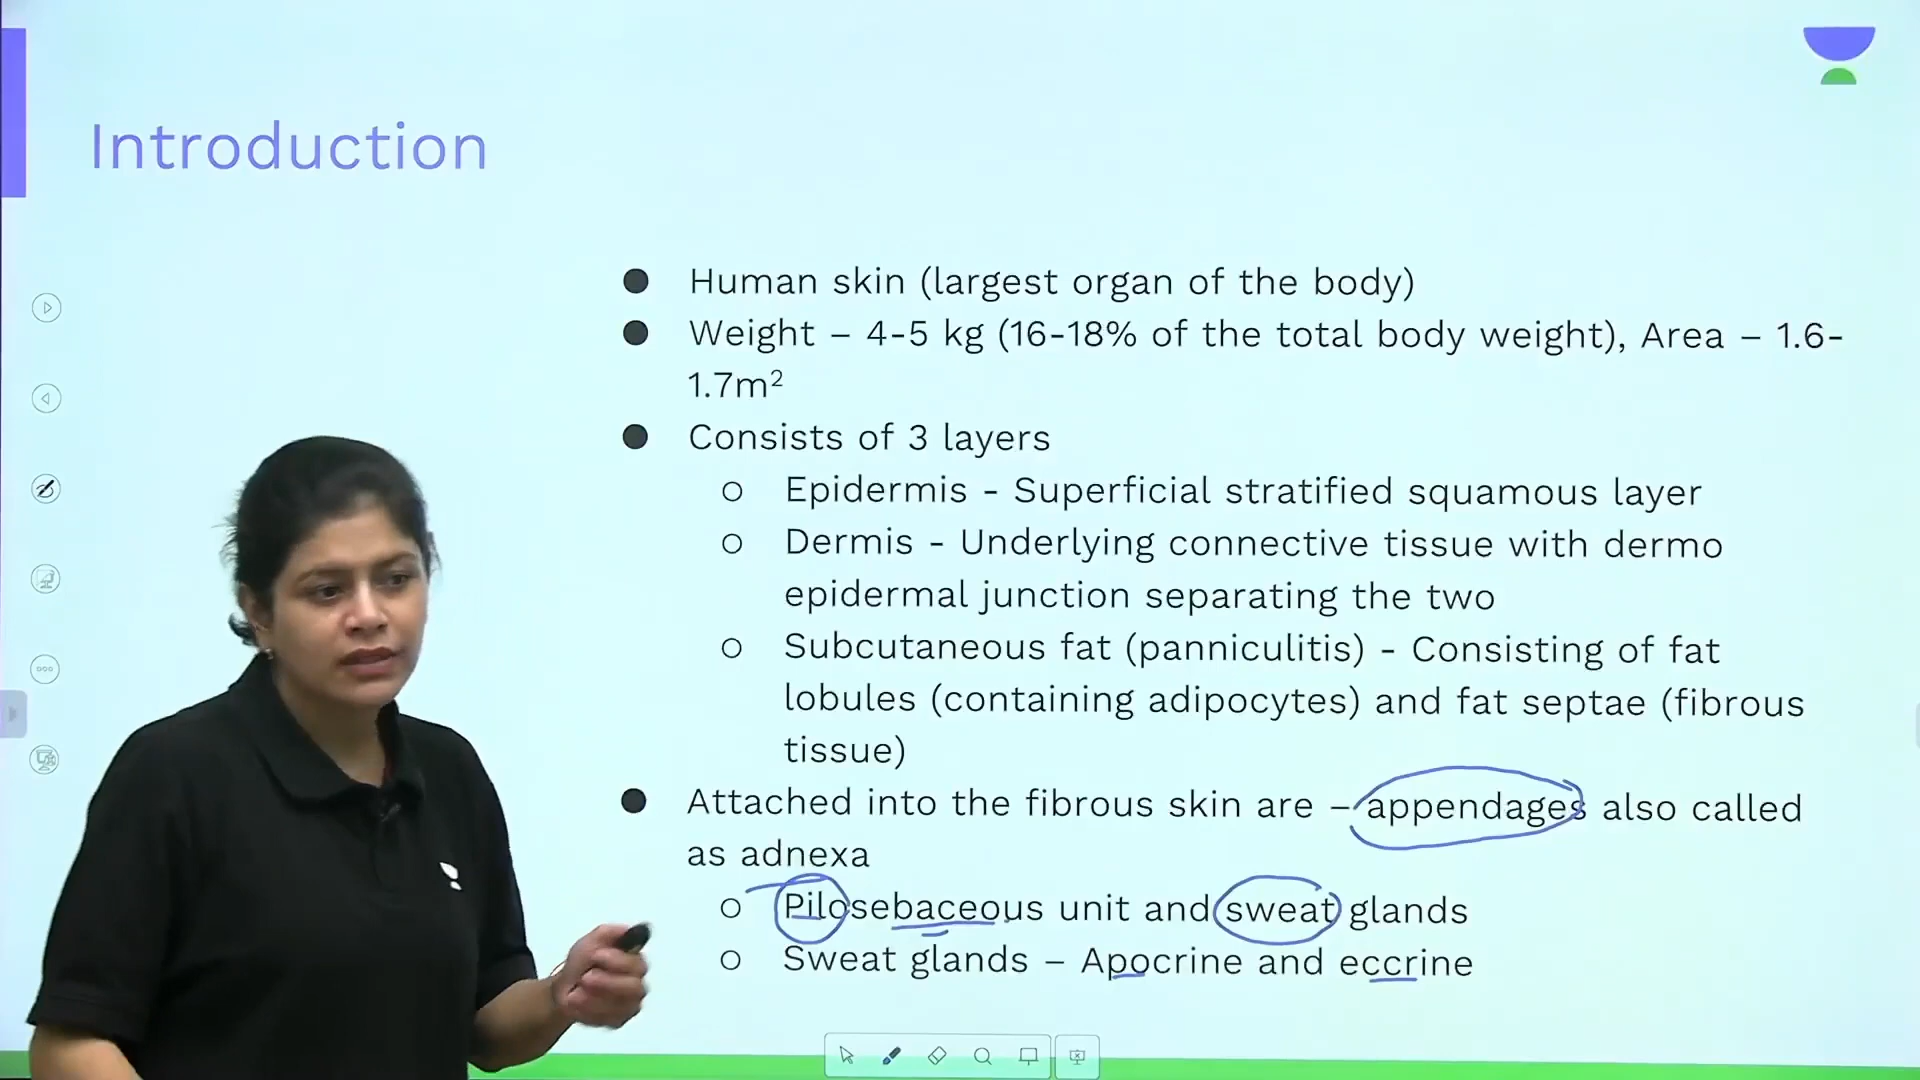 Introduction
● Human skin (largest organ of the body)
● Weight – 4-5 kg (16-18% of the total body weight), Area – 1.6-
1.7m²
● Consists of 3 layers
○ Epidermis - Superficial stratified squamous layer
○ Dermis - Underlying connective tissue with dermo
epidermal junction separating the two
○ Subcutaneous fat (panniculitis) - Consisting of fat
lobules (containing adipocytes) and fat septae (fibrous
tissue)
● Attached into the fibrous skin are – appendages also called
as adnexa
○ Pilosebaceous unit and sweat glands
○ Sweat glands – Apocrine and eccrine